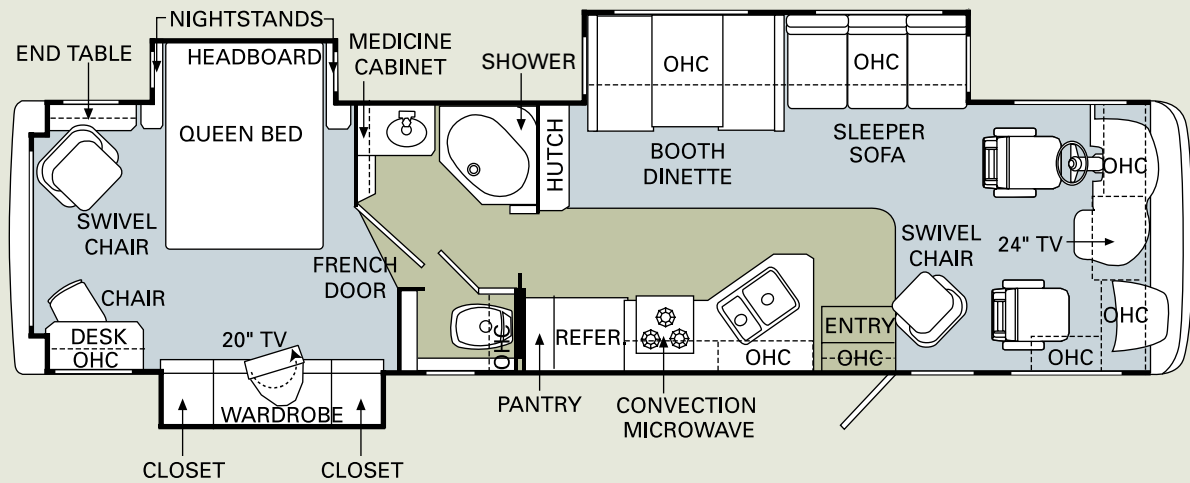 NIGHTSTANDS
END TABLE
HEADBOARD
MEDICINE
CABINET
SHOWER
OHC
OHC
QUEEN BED
HUTCH
BOOTH
DINETTE
SLEEPER
SOFA
OHC
SWIVEL
CHAIR
SWIVEL
CHAIR
24" TV
FRENCH
DOOR
CHAIR
DESK
OHC
20" TV
OHC
REFER
OHC
ENTRY
OHC
OHC
OHC
WARDROBE
PANTRY
CONVECTION
MICROWAVE
CLOSET
CLOSET